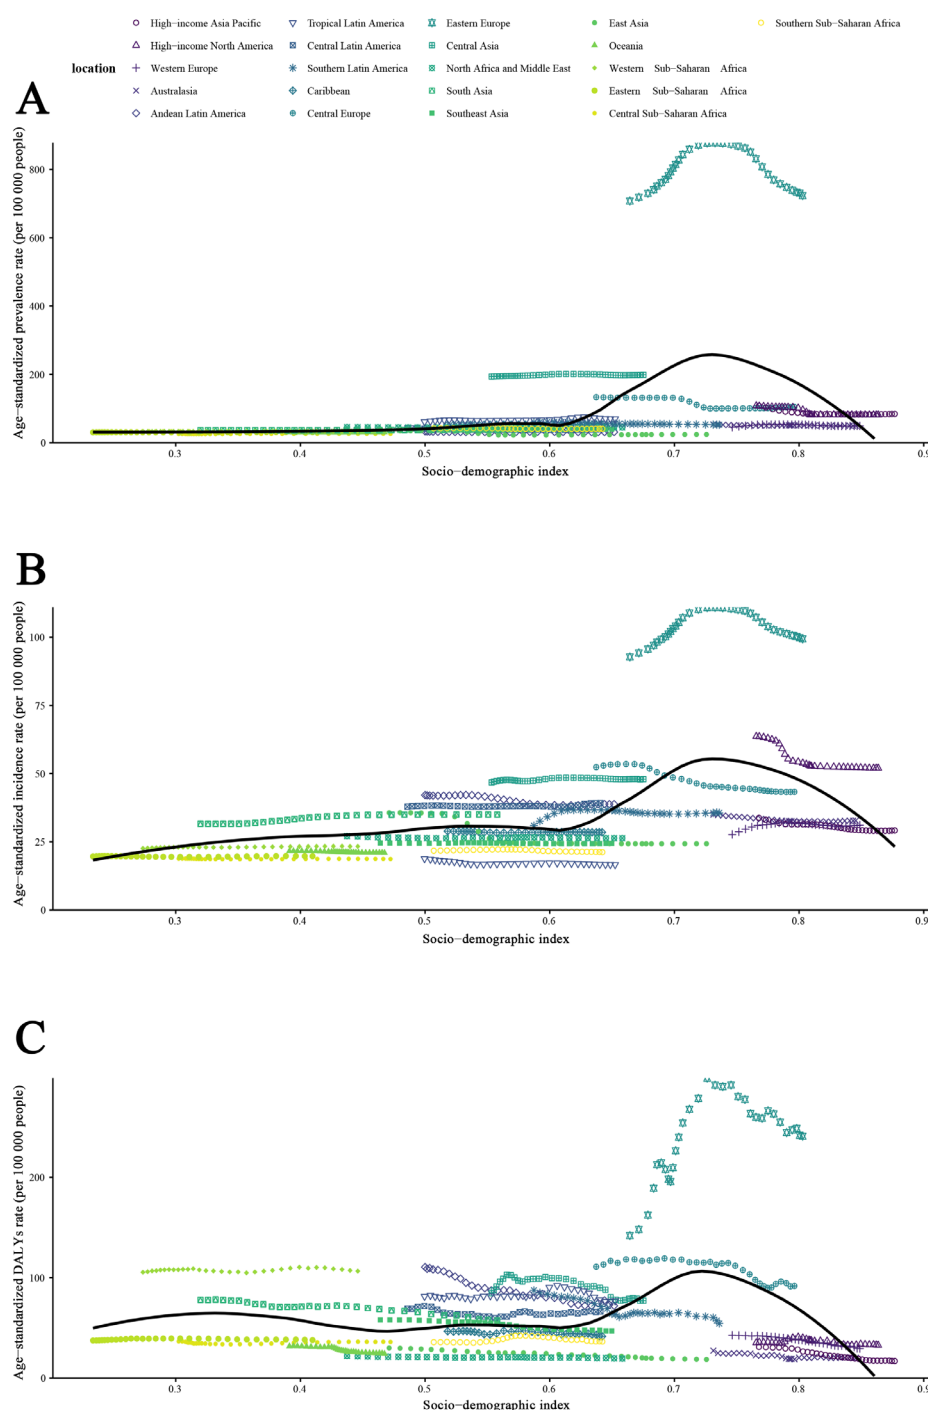 High-income Asia Pacific Tropical Latin America Eastern Europe East Asia Southern Sub-Saharan Africa
High-income North America Central Latin America Central Asia Oceania
location Western Europe Southern Latin America North Africa and Middle East Western Sub-Saharan Africa
Australasia Caribbean South Asia Eastern Sub-Saharan Africa
Andean Latin America Central Europe Southeast Asia Central Sub-Saharan Africa
A
Age-standardized prevalence rate (per 100 000 people)
800
600
400
200
0
0.3 0.4 0.5 0.6 0.7 0.8 0.9
Socio-demographic index
B
Age-standardized incidence rate (per 100 000 people)
100
75
50
25
0
0.3 0.4 0.5 0.6 0.7 0.8 0.9
Socio-demographic index
C
Age-standardized DALYs rate (per 100 000 people)
200
100
0
0.3 0.4 0.5 0.6 0.7 0.8 0.9
Socio-demographic index